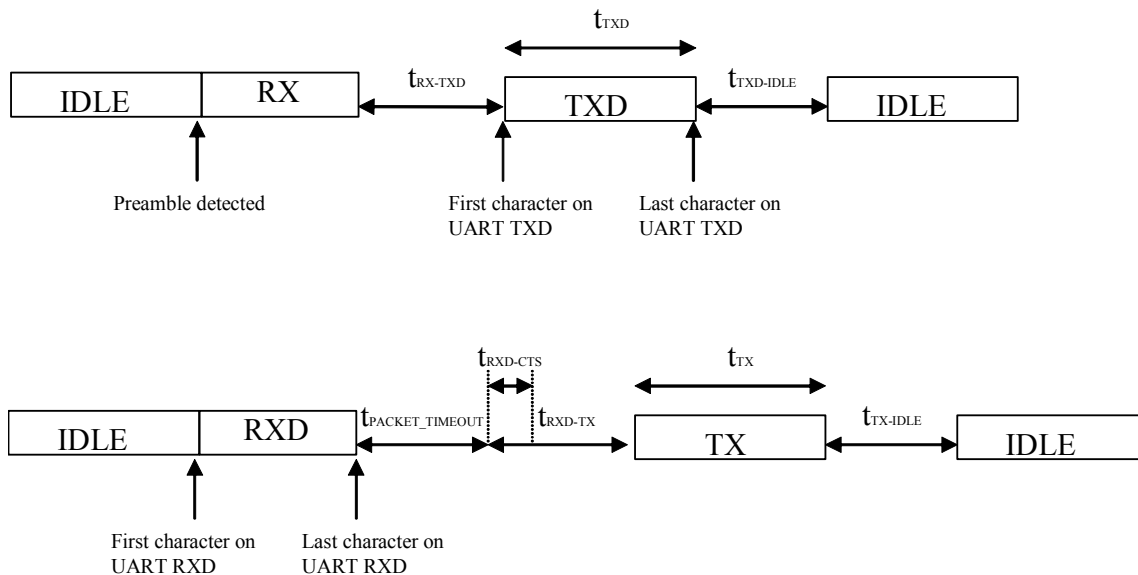 tTXD
IDLE RX tRX-TXD TXD tTXD-IDLE IDLE
Preamble detected
First character on
UART TXD
Last character on
UART TXD
tRXD-CTS
tTX
IDLE RXD tPACKET_TIMEOUT tRXD-TX TX tTX-IDLE IDLE
First character on
UART RXD
Last character on
UART RXD